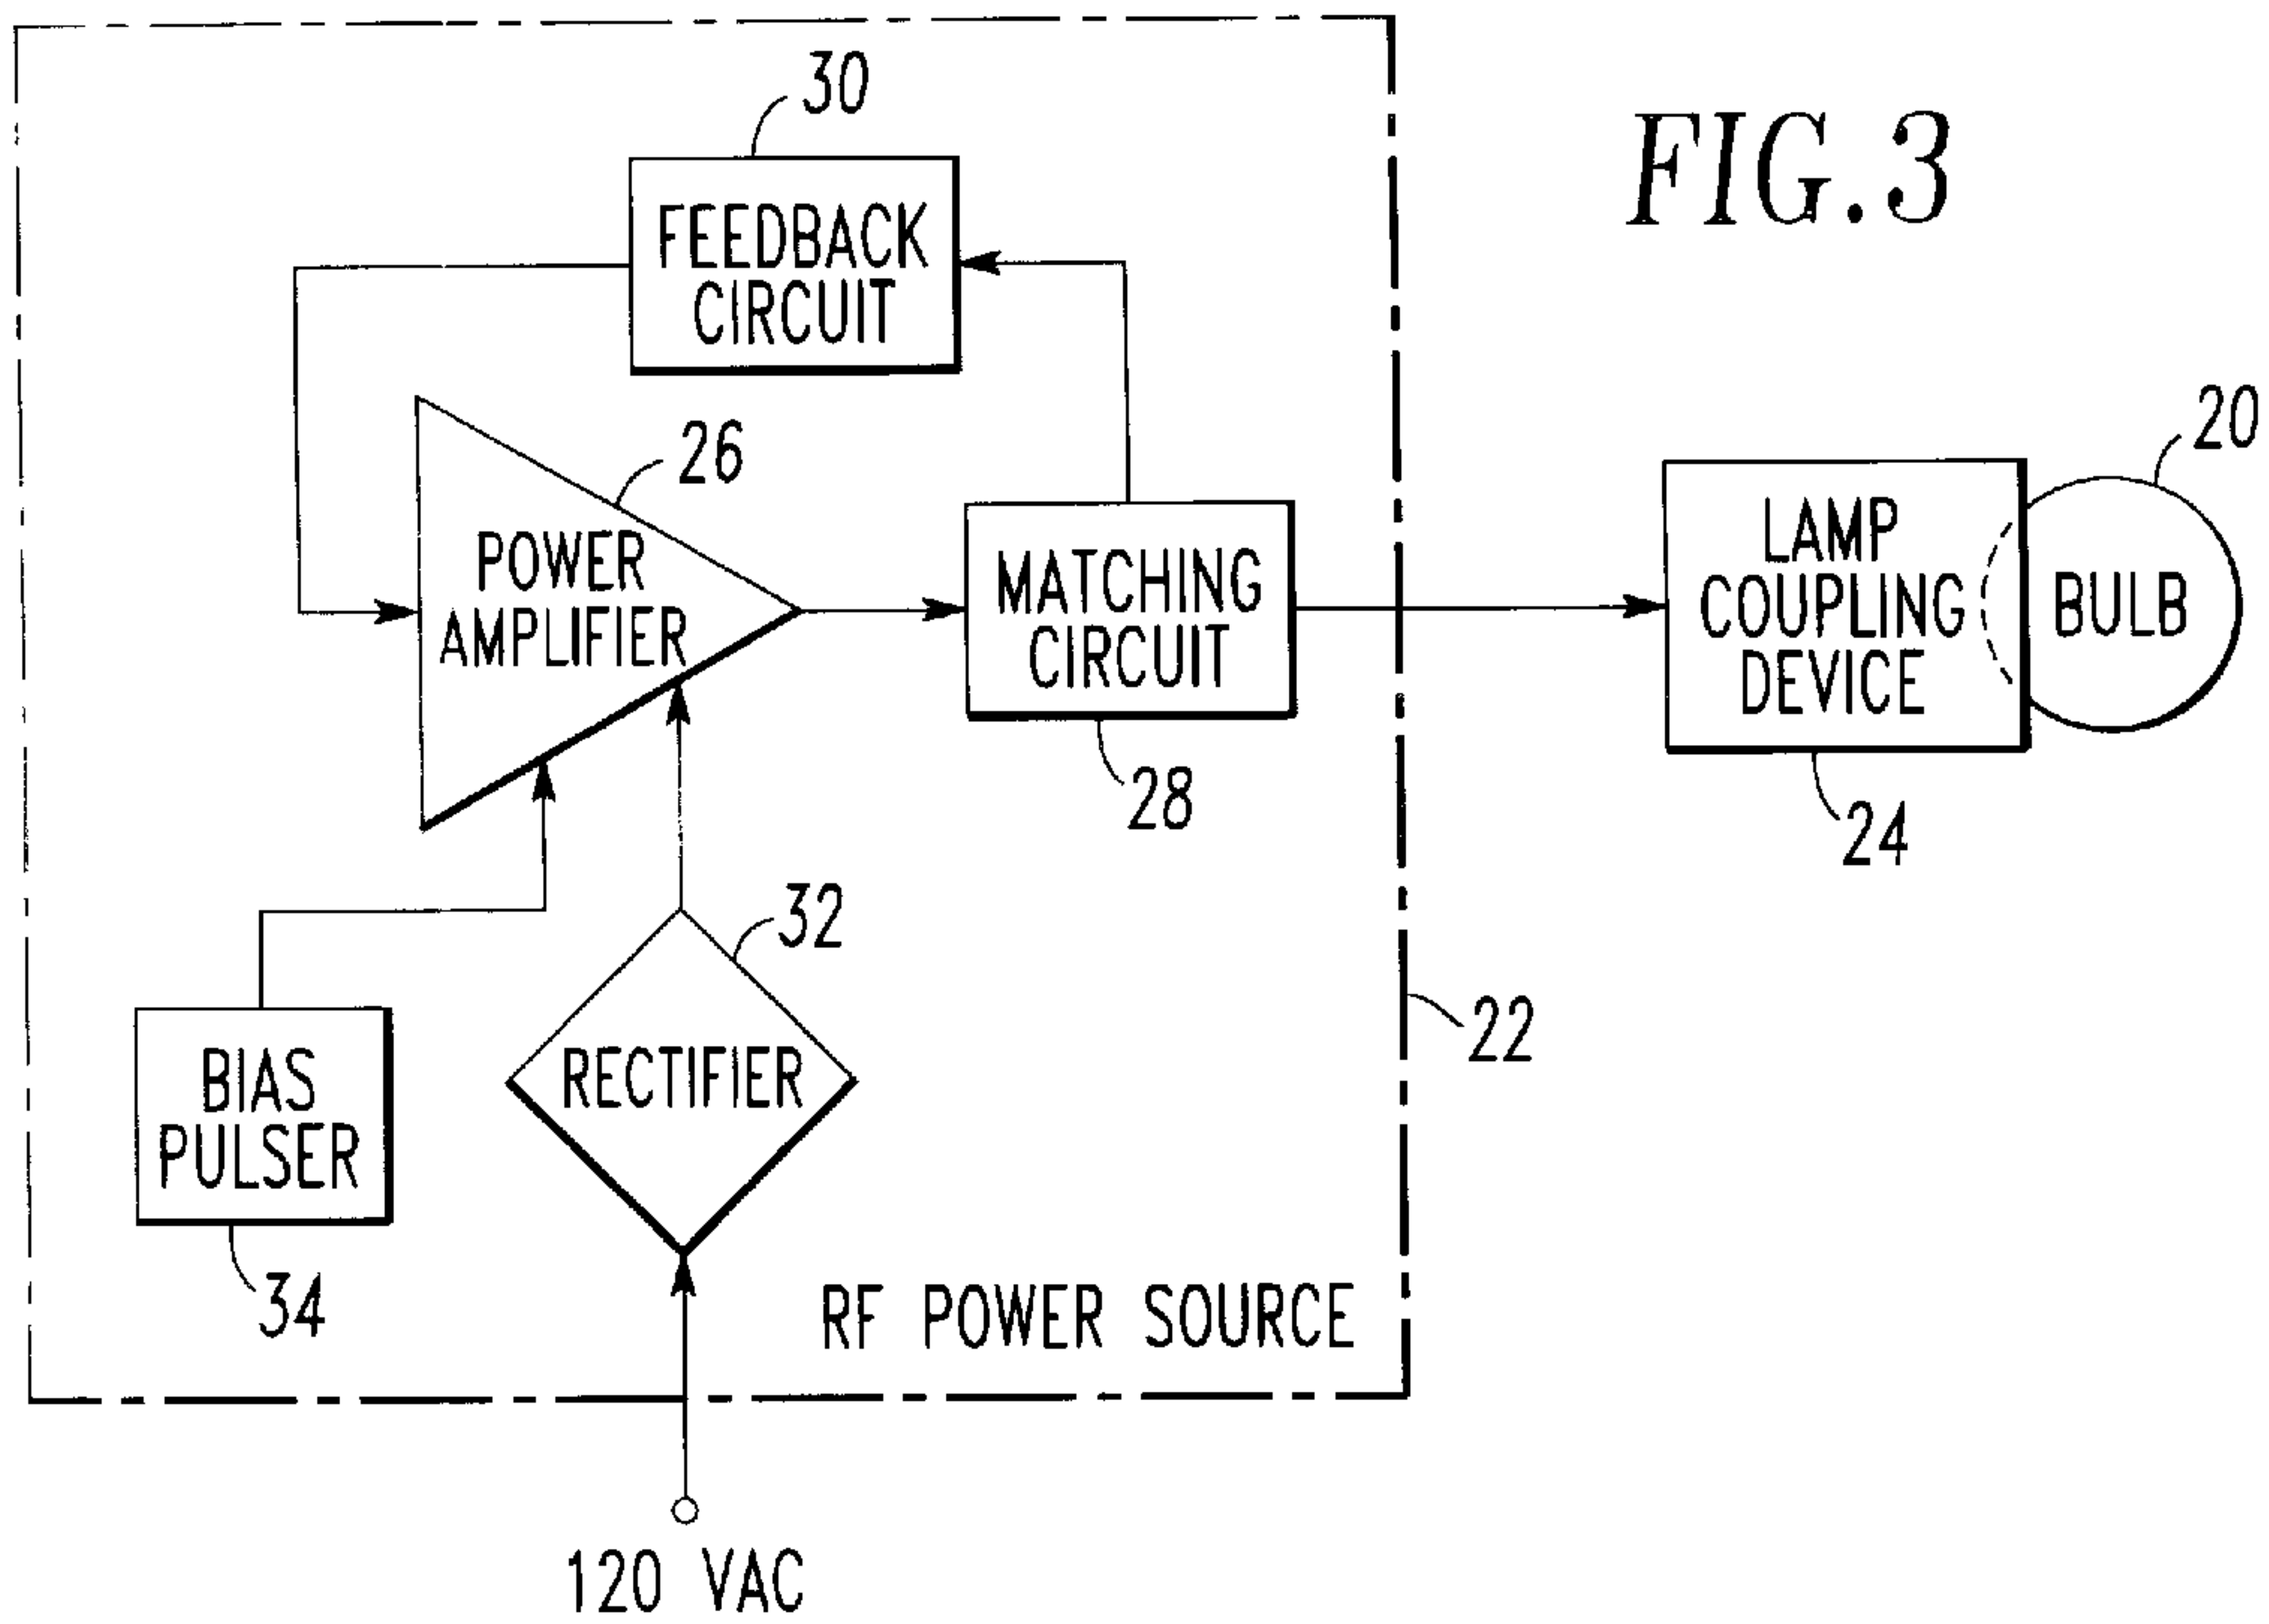 30
FIG.3
FEEDBACK
CIRCUIT
26
20
POWER
AMPLIFIER
MATCHING
CIRCUIT
LAMP
COUPLING
DEVICE
BULB
28
24
32
22
BIAS
PULSER
RECTIFIER
34
RF POWER SOURCE
120 VAC